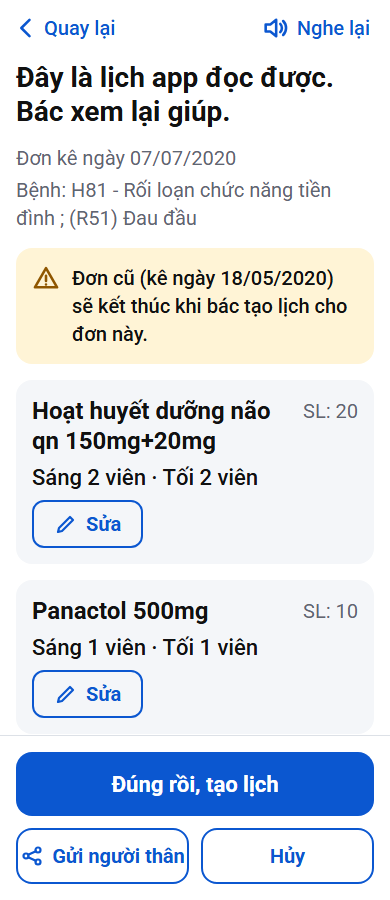 Quay lại
Nghe lại
Đây là lịch app đọc được.
Bác xem lại giúp.
Đơn kê ngày 07/07/2020
Bệnh: H81 - Rối loạn chức năng tiền
đình ; (R51) Đau đầu
Đơn cũ (kê ngày 18/05/2020)
sẽ kết thúc khi bác tạo lịch cho
đơn này.
Hoạt huyết dưỡng não
qn 150mg+20mg
SL: 20
Sáng 2 viên · Tối 2 viên
Sửa
Panactol 500mg
SL: 10
Sáng 1 viên · Tối 1 viên
Sửa
Đúng rồi, tạo lịch
Gửi người thân
Hủy